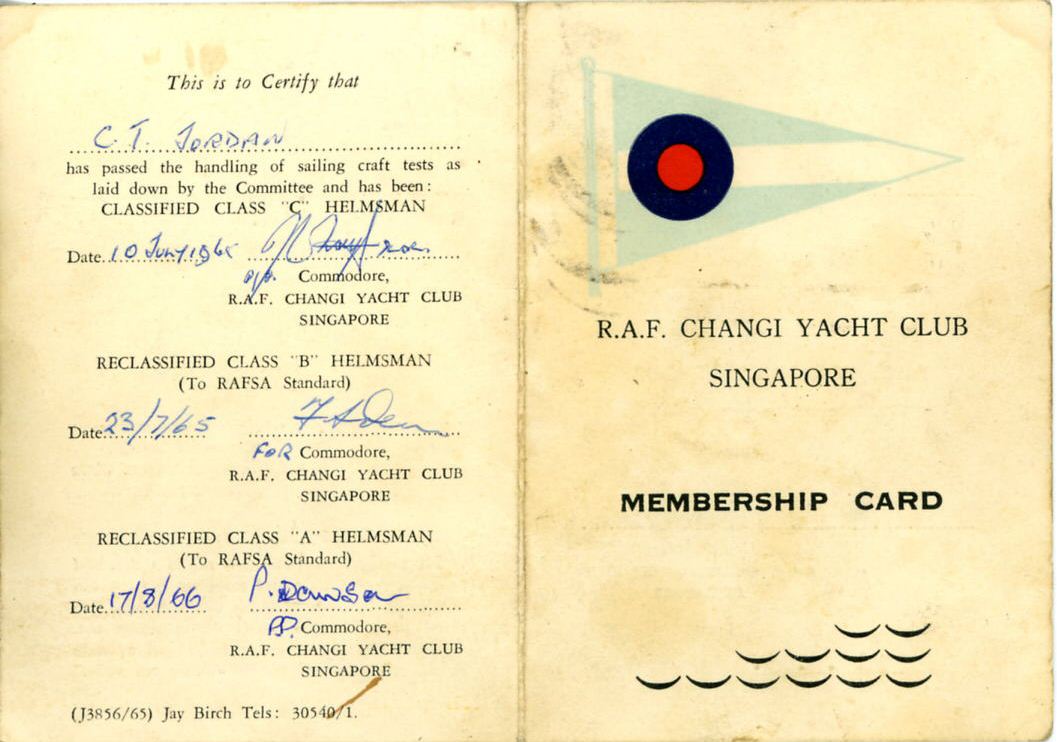 This is to Certify that
C T. JORDAN
has passed the handling of sailing craft tests as
laid down by the Committee and has been:
CLASSIFIED CLASS "C" HELMSMAN
Date 10 July 1965
Commodore,
R.A.F. CHANGI YACHT CLUB
SINGAPORE
RECLASSIFIED CLASS "B" HELMSMAN
(To RAFSA Standard)
Date 23/7/65
FOR Commodore,
R.A.F. CHANGI YACHT CLUB
SINGAPORE
RECLASSIFIED CLASS "A" HELMSMAN
(To RAFSA Standard)
Date 17/8/66 P. Dawson
PP. Commodore,
R.A.F. CHANGI YACHT CLUB
SINGAPORE
(J3856/65) Jay Birch Tels: 30540/1.
R.A.F. CHANGI YACHT CLUB
SINGAPORE
MEMBERSHIP CARD